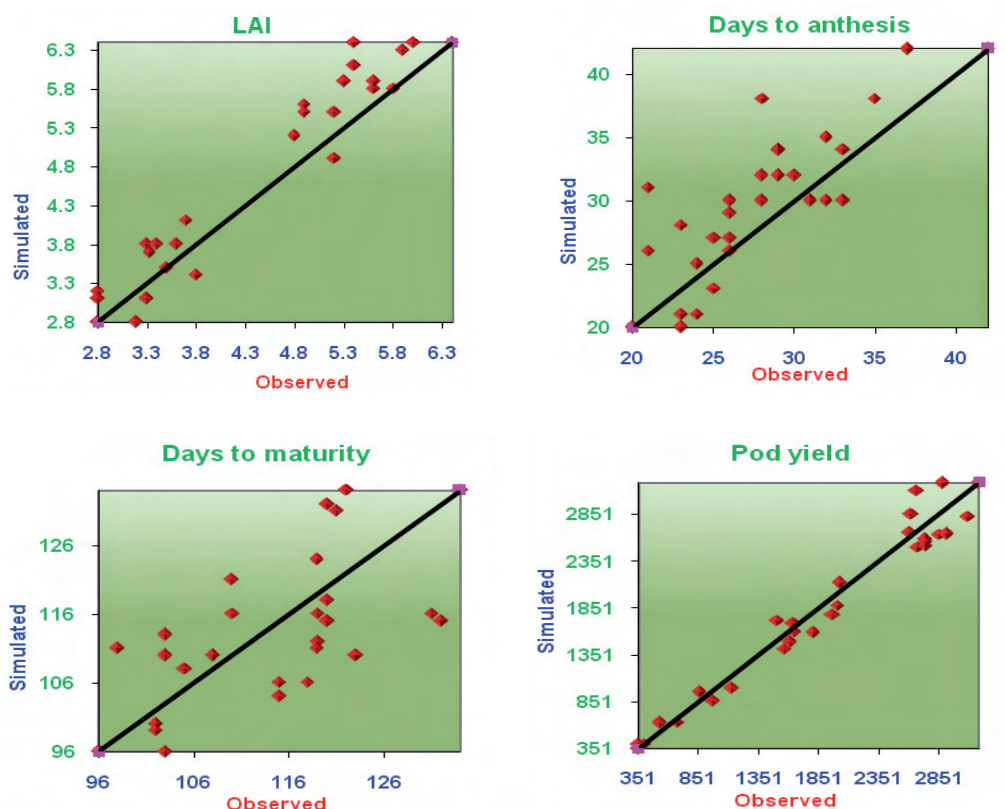 LAI
6.3
5.8
5.3
4.8
4.3
3.8
3.3
2.8
Simulated
2.8 3.3 3.8 4.3 4.8 5.3 5.8 6.3
Observed
Days to anthesis
40
35
30
25
20
Simulated
20 25 30 35 40
Observed
Days to maturity
126
116
106
96
Simulated
96 106 116 126
Observed
Pod yield
2851
2351
1851
1351
851
351
Simulated
351 851 1351 1851 2351 2851
Observed